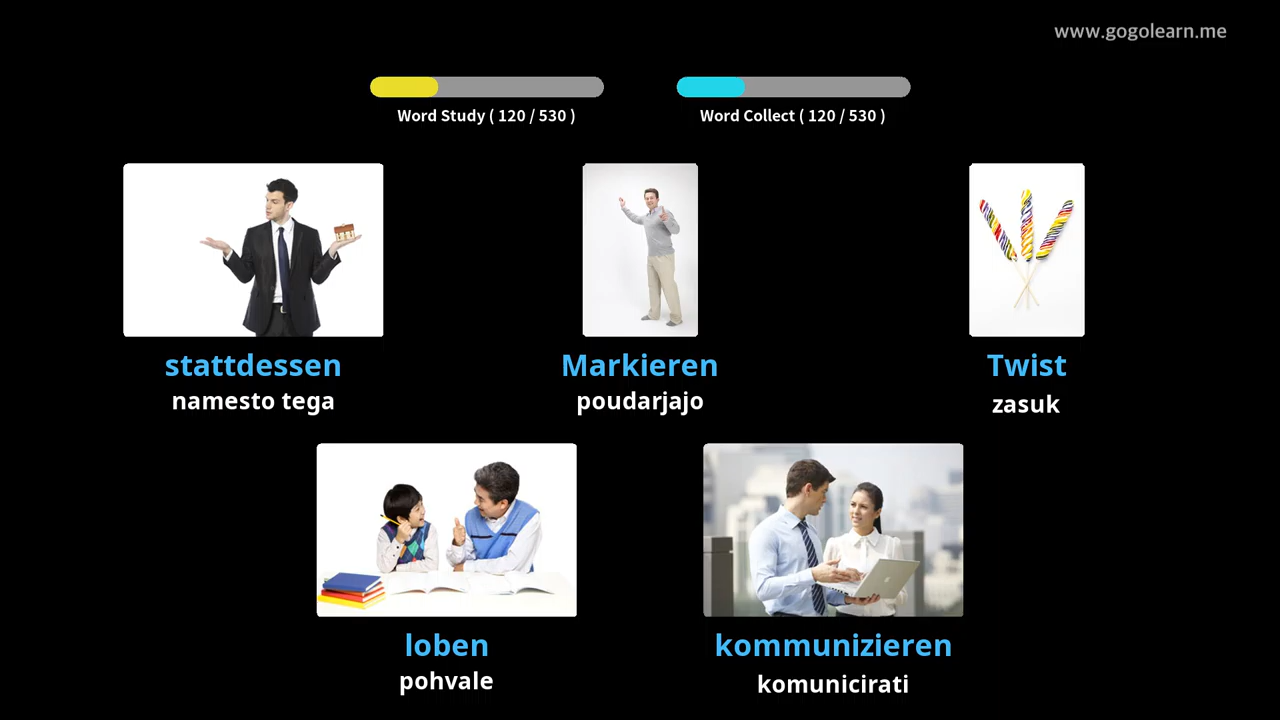 www.gogolearn.me
Word Study ( 120 / 530 )
Word Collect ( 120 / 530 )
stattdessen
namesto tega
Markieren
poudarjajo
Twist
zasuk
loben
pohvale
kommunizieren
komunicirati